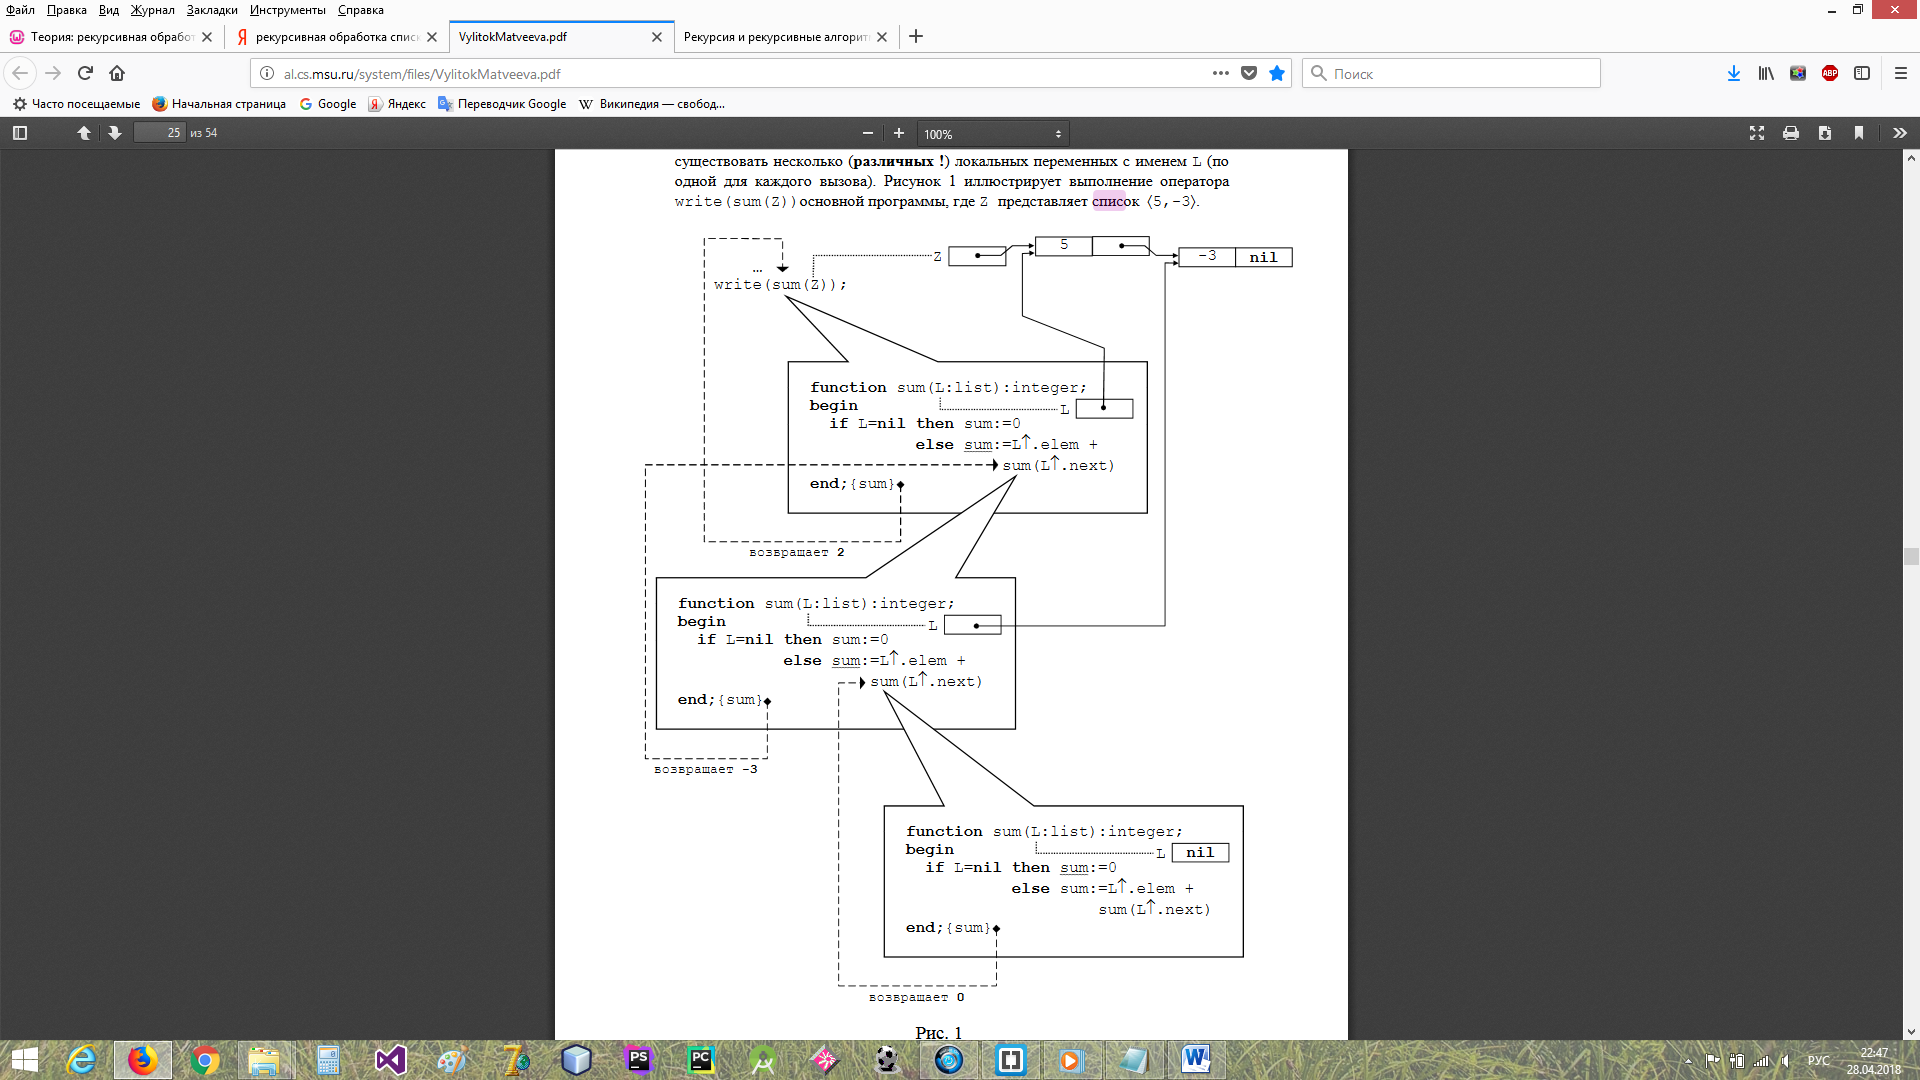 Файл Правка Вид Журнал Закладки Инструменты Справка
Теория: рекурсивная обработ
рекурсивная обработка списк
VylitokMatveeva.pdf
Рекурсия и рекурсивные алгорит
al.cs.msu.ru/system/files/VylitokMatveeva.pdf
Поиск
Часто посещаемые Начальная страница Google Яндекс Переводчик Google Википедия — свобод...
25 из 54
100%
существовать несколько (различных !) локальных переменных с именем L (по
одной для каждого вызова). Рисунок 1 иллюстрирует выполнение оператора
write(sum(Z)) основной программы, где Z представляет список ⟨5,-3⟩.
Z
5
-3 nil
...
write(sum(Z));
function sum(L:list):integer;
begin
L
if L=nil then sum:=0
else sum:=L↑.elem +
sum(L↑.next)
end;{sum}
возвращает 2
function sum(L:list):integer;
begin
L
if L=nil then sum:=0
else sum:=L↑.elem +
sum(L↑.next)
end;{sum}
возвращает -3
function sum(L:list):integer;
begin
L nil
if L=nil then sum:=0
else sum:=L↑.elem +
sum(L↑.next)
end;{sum}
возвращает 0
Рис. 1
РУС
22:47
28.04.2018